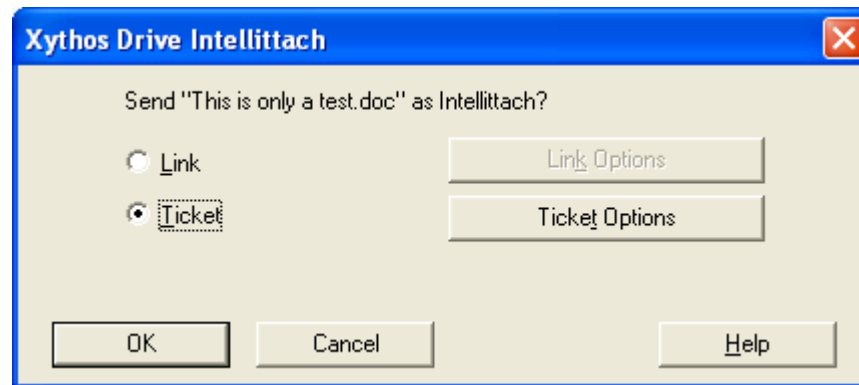 Xythos Drive Intellittach
Send "This is only a test.doc" as Intellittach?
Link
Link Options
Ticket
Ticket Options
OK
Cancel
Help